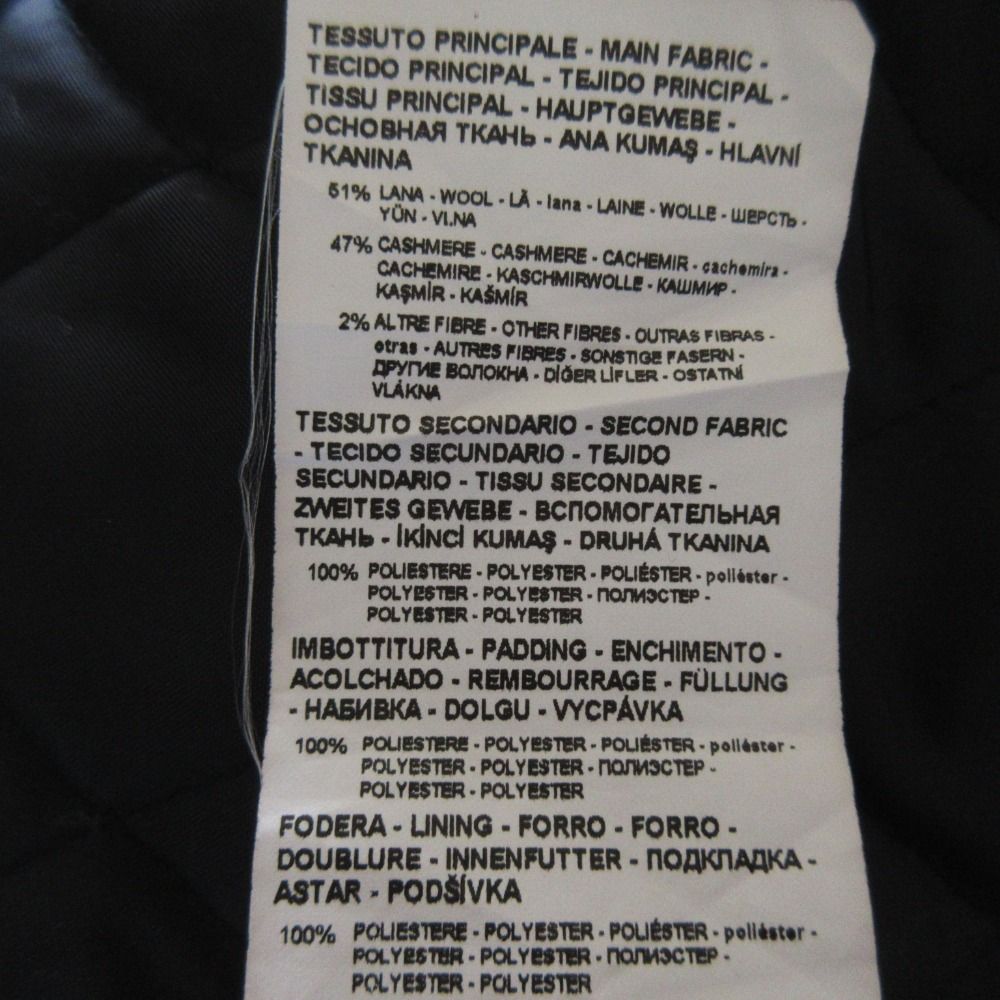 TESSUTO PRINCIPALE - MAIN FABRIC -
TECIDO PRINCIPAL - TEJIDO PRINCIPAL -
TISSU PRINCIPAL - HAUPTGEWEBE -
ОСНОВНАЯ ТКАНЬ - ANA KUMAŞ - HLAVNÍ
TKANINA
51% LANA - WOOL - LÃ - lana - LAINE - WOLLE - ШЕРСТЬ -
YÜN - VLNA
47% CASHMERE - CASHMERE - CACHEMIR - cachemira -
CACHEMIRE - KASCHMIRWOLLE - КАШМИР -
KAŞMİR - KAŠMÍR
2% ALTRE FIBRE - OTHER FIBRES - OUTRAS FIBRAS -
otras - AUTRES FIBRES - SONSTIGE FASERN -
ДРУГИЕ ВОЛОКНА - DİĞER LİFLER - OSTATNÍ
VLÁKNA
TESSUTO SECONDARIO - SECOND FABRIC
- TECIDO SECUNDARIO - TEJIDO
SECUNDARIO - TISSU SECONDAIRE -
ZWEITES GEWEBE - ВСПОМОГАТЕЛЬНАЯ
ТКАНЬ - İKİNCİ KUMAŞ - DRUHÁ TKANINA
100% POLIESTERE - POLYESTER - POLIÉSTER - poliéster -
POLYESTER - POLYESTER - ПОЛИЭСТЕР -
POLYESTER - POLYESTER
IMBOTTITURA - PADDING - ENCHIMENTO -
ACOLCHADO - REMBOURRAGE - FÜLLUNG
- НАБИВКА - DOLGU - VYCPÁVKA
100% POLIESTERE - POLYESTER - POLIÉSTER - poliéster -
POLYESTER - POLYESTER - ПОЛИЭСТЕР -
POLYESTER - POLYESTER
FODERA - LINING - FORRO - FORRO -
DOUBLURE - INNENFUTTER - ПОДКЛАДКА -
ASTAR - PODŠÍVKA
100% POLIESTERE - POLYESTER - POLIÉSTER - poliéster -
POLYESTER - POLYESTER - ПОЛИЭСТЕР -
POLYESTER - POLYESTER